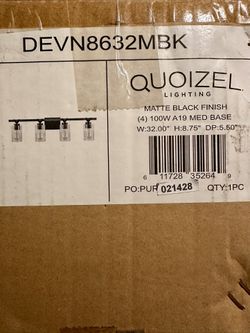 DEVN8632MBK
QUOIZEL
LIGHTING
MATTE BLACK FINISH
(4) 100W A19 MED BASE
W:32.00" H:8.75" DP:5.50"
6 11728 35264 9
PO:PUR 021428 QTY:1PC